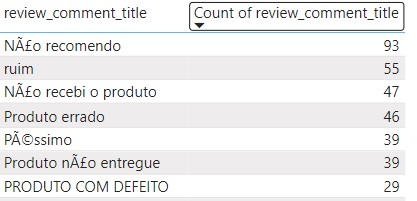 review_comment_title Count of review_comment_title
NÃ£o recomendo 93
ruim 55
NÃ£o recebi o produto 47
Produto errado 46
PÃ©ssimo 39
Produto nÃ£o entregue 39
PRODUTO COM DEFEITO 29